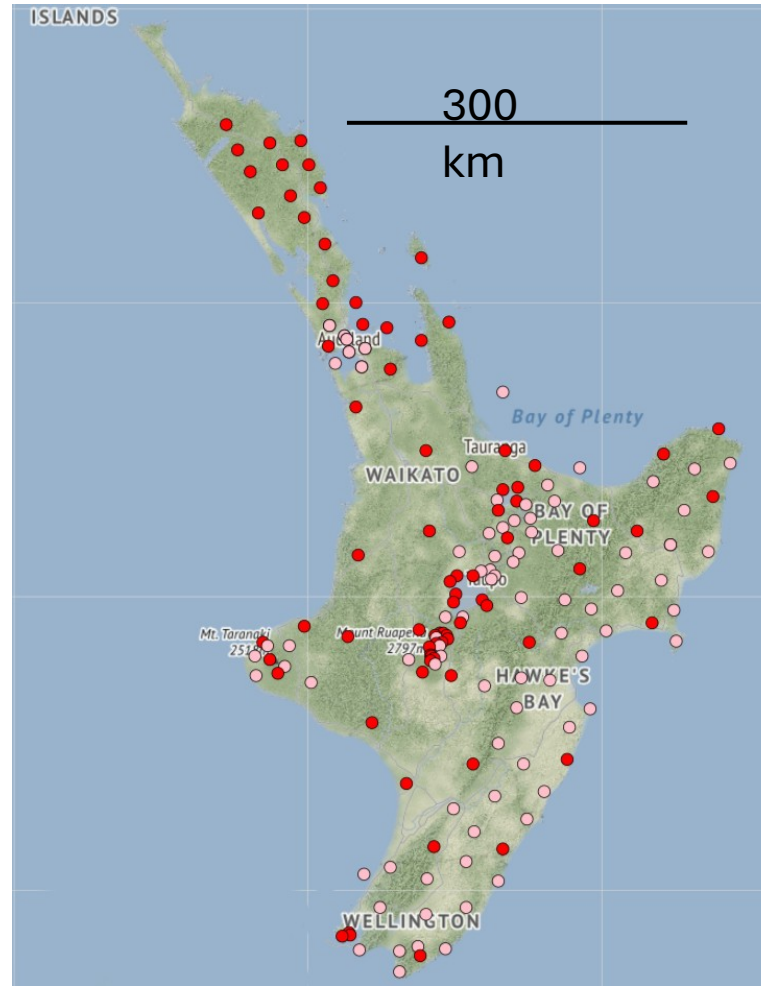 ISLANDS
300
km
Auckland
Bay of Plenty
Tauranga
WAIKATO
BAY OF
PLENTY
Taupo
Mt. Taranaki
Mount Ruapehu
2797m
HAWKE'S
BAY
WELLINGTON